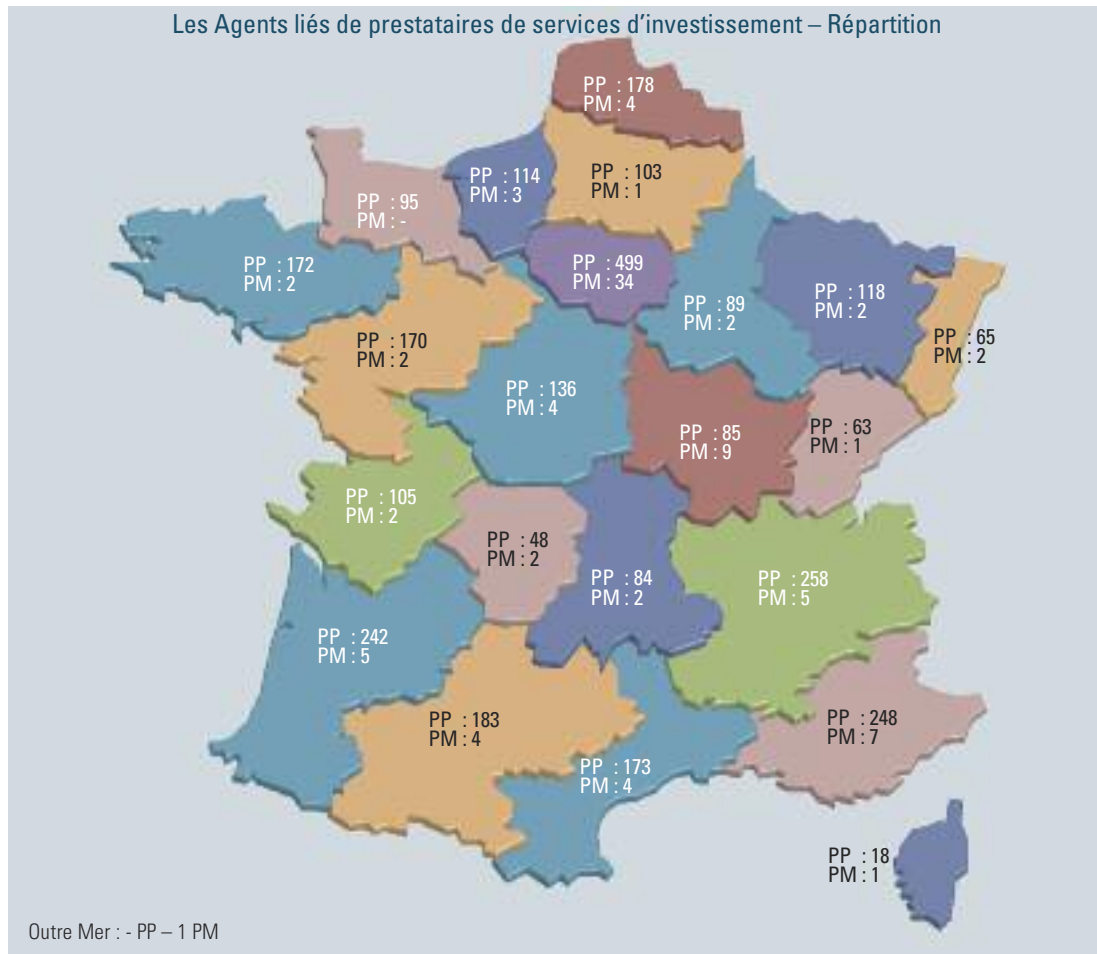 Les Agents liés de prestataires de services d'investissement – Répartition
PP : 178
PM : 4
PP : 103
PM : 1
PP : 114
PM : 3
PP : 95
PM : -
PP : 172
PM : 2
PP : 499
PM : 34
PP : 89
PM : 2
PP : 118
PM : 2
PP : 65
PM : 2
PP : 170
PM : 2
PP : 136
PM : 4
PP : 85
PM : 9
PP : 63
PM : 1
PP : 105
PM : 2
PP : 48
PM : 2
PP : 84
PM : 2
PP : 258
PM : 5
PP : 242
PM : 5
PP : 183
PM : 4
PP : 173
PM : 4
PP : 248
PM : 7
PP : 18
PM : 1
Outre Mer : - PP – 1 PM